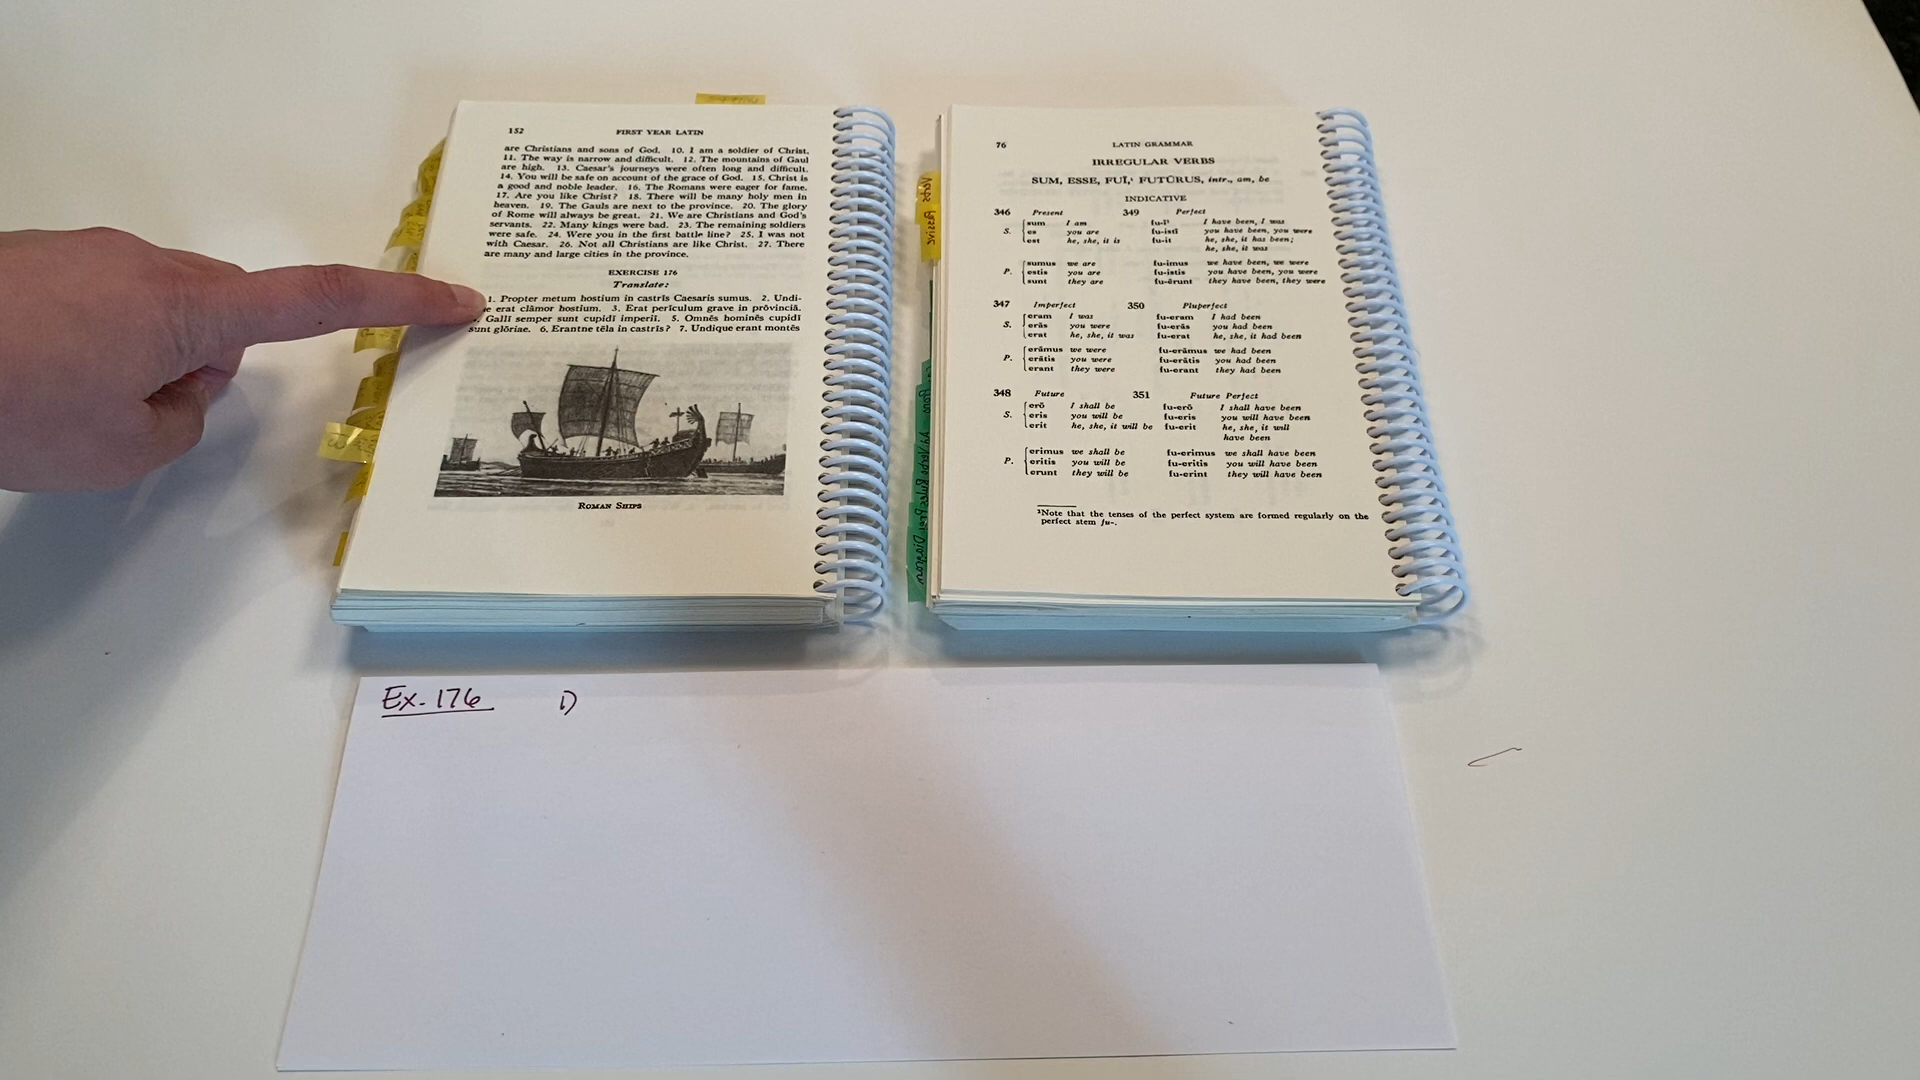 152 FIRST YEAR LATIN
are Christians and sons of God. 10. I am a soldier of Christ.
11. The way is narrow and difficult. 12. The mountains of Gaul
are high. 13. Caesar's journeys were often long and difficult.
14. You will be safe on account of the grace of God. 15. Christ is
a good and noble leader. 16. The Romans were eager for fame.
17. Are you like Christ? 18. There will be many holy men in
heaven. 19. The Gauls are next to the province. 20. The glory
of Rome will always be great. 21. We are Christians and God's
servants. 22. Many kings were bad. 23. The remaining soldiers
were safe. 24. Were you in the first battle line? 25. I was not
with Caesar. 26. Not all Christians are like Christ. 27. There
are many and large cities in the province.
EXERCISE 176
Translate:
1. Propter metum hostium in castrīs Caesaris sumus. 2. Undi-
erat clāmor hostium. 3. Erat perīculum grave in prōvinciā.
Gallī semper sunt cupidī imperiī. 5. Omnēs hominēs cupidī
sunt glōriae. 6. Erantne tēla in castrīs? 7. Undique erant montēs
ROMAN SHIPS
76 LATIN GRAMMAR
IRREGULAR VERBS
SUM, ESSE, FUĪ,¹ FUTŪRUS, intr., am, be
INDICATIVE
346 Present 349 Perfect
S. sum I am fu-ī¹ I have been, I was
es you are fu-istī you have been, you were
est he, she, it is fu-it he, she, it has been;
he, she, it was
sumus we are fu-imus we have been, we were
P. estis you are fu-istis you have been, you were
sunt they are fu-ērunt they have been, they were
347 Imperfect 350 Pluperfect
eram I was fu-eram I had been
S. erās you were fu-erās you had been
erat he, she, it was fu-erat he, she, it had been
erāmus we were fu-erāmus we had been
P. erātis you were fu-erātis you had been
erant they were fu-erant they had been
348 Future 351 Future Perfect
erō I shall be fu-erō I shall have been
S. eris you will be fu-eris you will have been
erit he, she, it will be fu-erit he, she, it will
have been
erimus we shall be fu-erimus we shall have been
P. eritis you will be fu-eritis you will have been
erunt they will be fu-erint they will have been
¹Note that the tenses of the perfect system are formed regularly on the
perfect stem fu-.
Ex. 176 1)